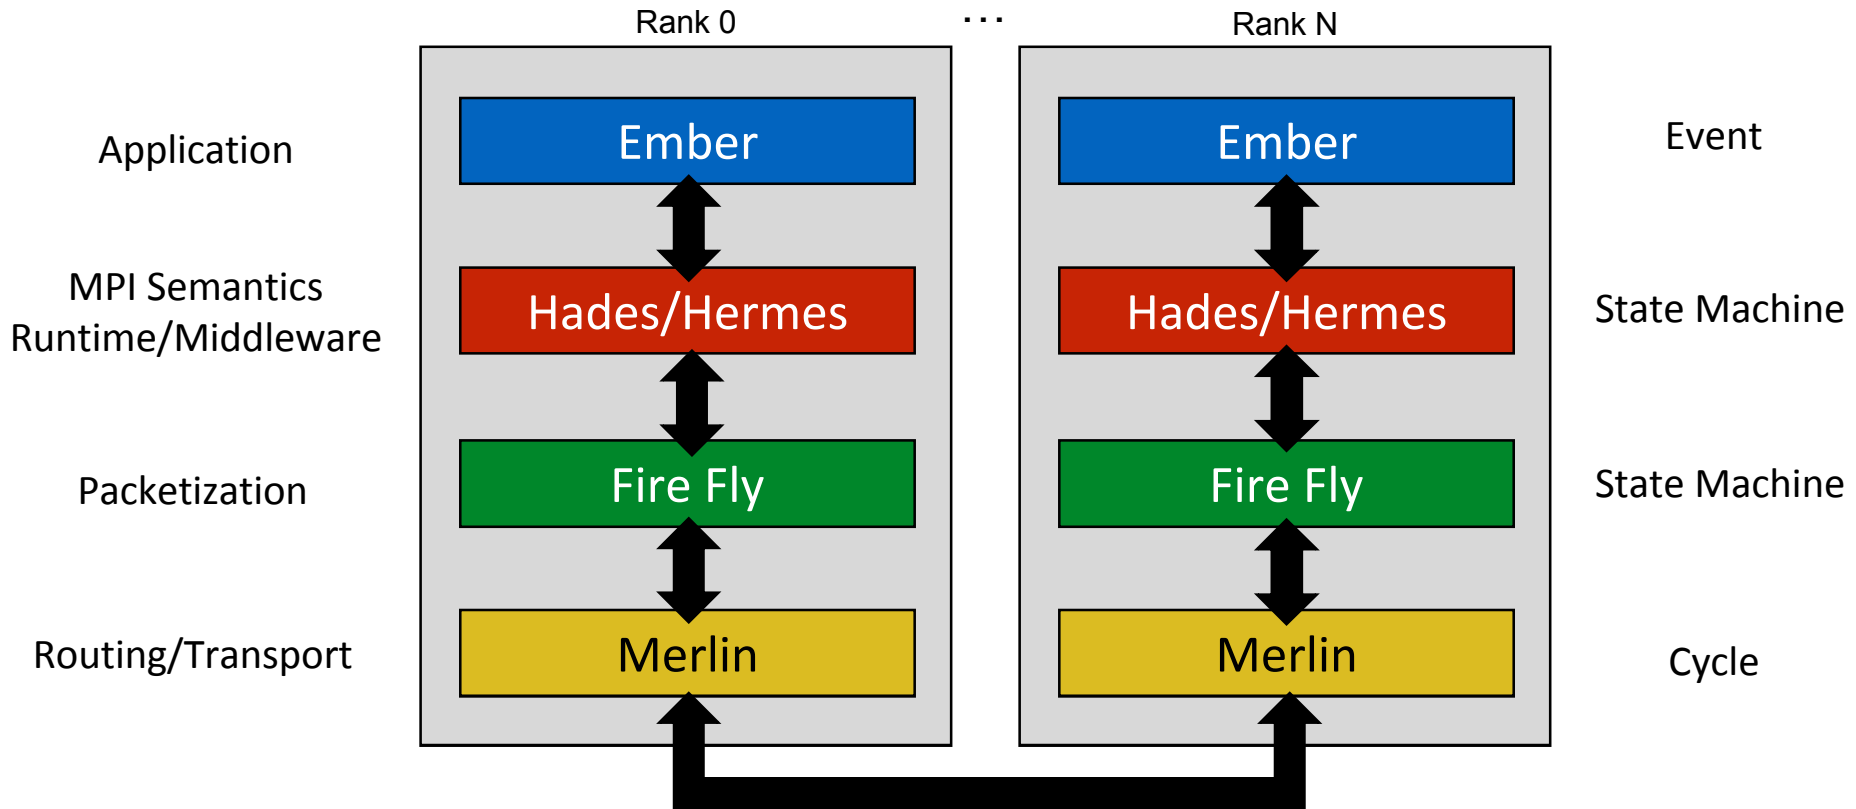 Rank 0
...
Rank N
Application
Ember
Ember
Event
MPI Semantics
Runtime/Middleware
Hades/Hermes
Hades/Hermes
State Machine
Packetization
Fire Fly
Fire Fly
State Machine
Routing/Transport
Merlin
Merlin
Cycle